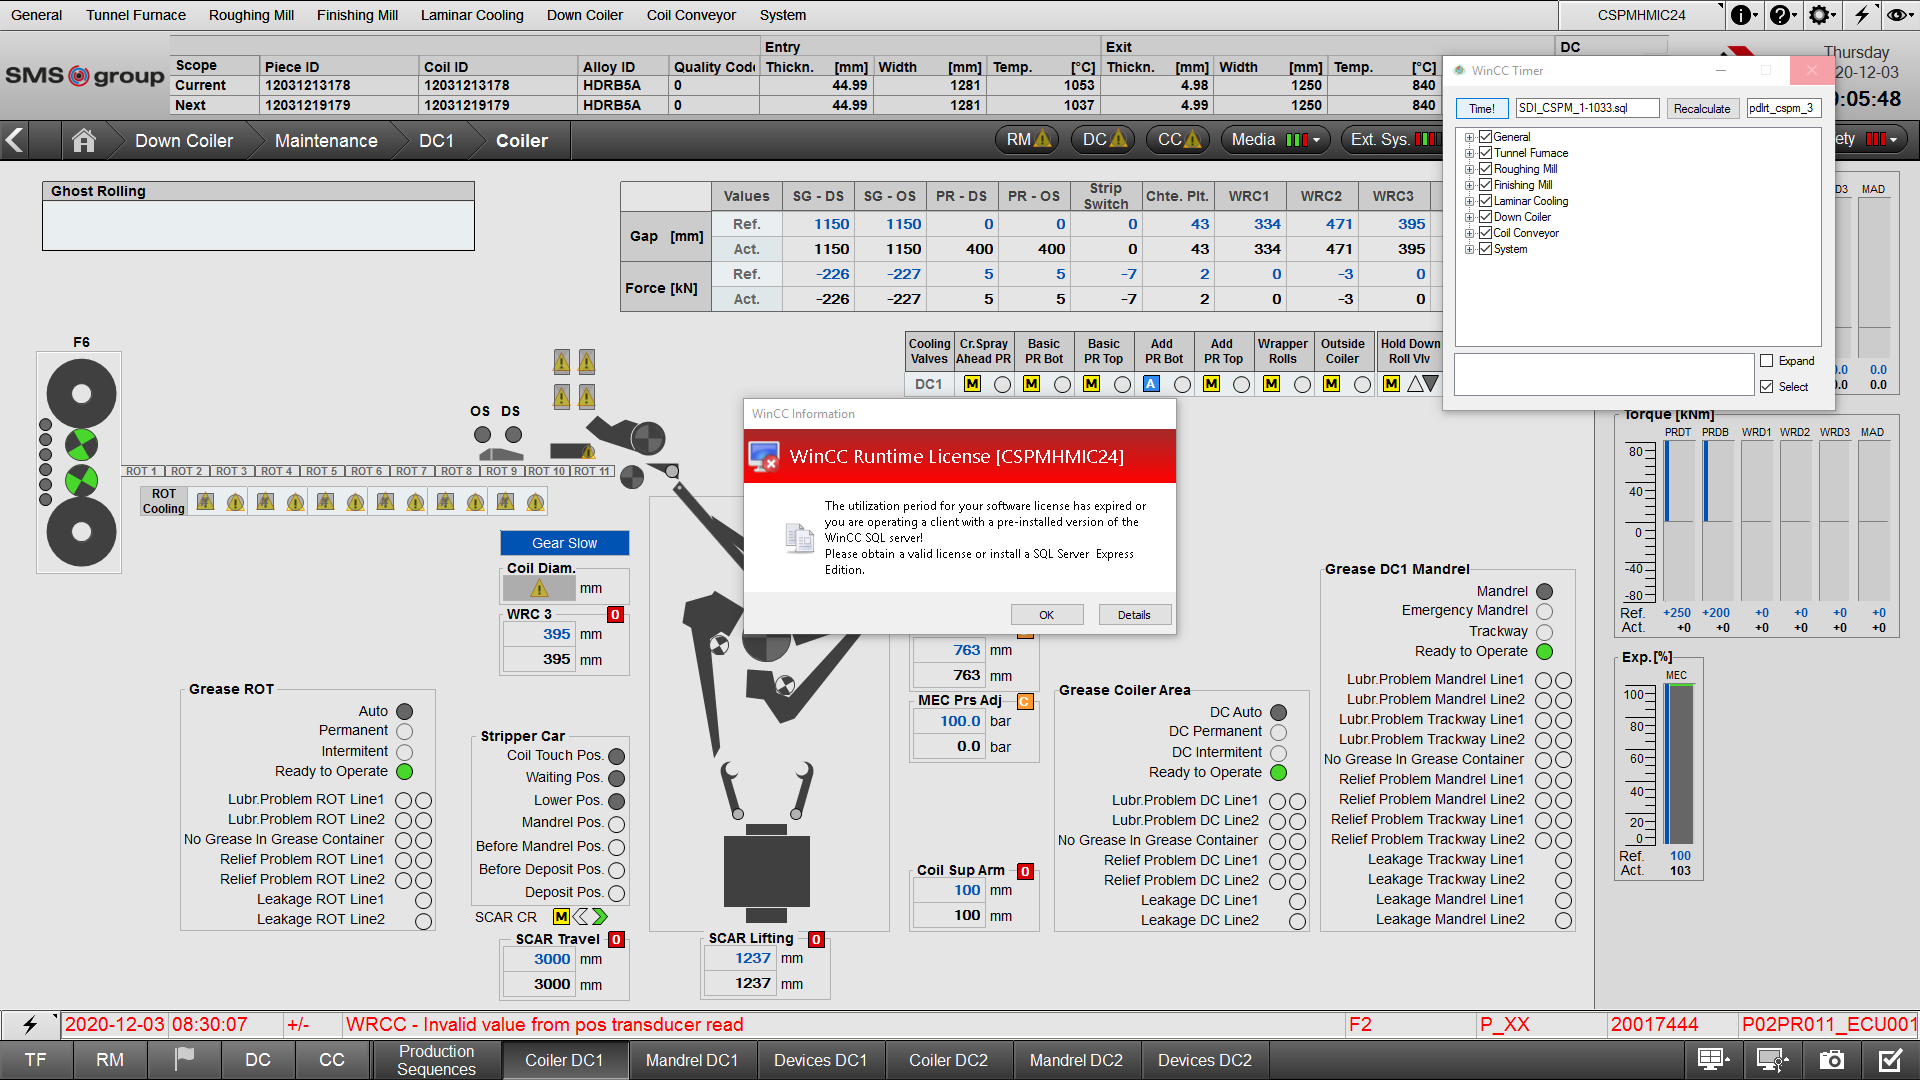 General Tunnel Furnace Roughing Mill Finishing Mill Laminar Cooling Down Coiler Coil Conveyor System CSPMHMIC24
SMS group
Entry Exit DC
Scope Piece ID Coil ID Alloy ID Quality Code Thickn. [mm] Width [mm] Temp. [°C] Thickn. [mm] Width [mm] Temp. [°C]
Current 12031213178 12031213178 HDRB5A 0 44.99 1281 1053 4.98 1250 840
Next 12031219179 12031219179 HDRB5A 0 44.99 1281 1037 4.98 1250 840
Thursday
20-12-03
0:05:48
Down Coiler Maintenance DC1 Coiler RM DC CC Media Ext. Sys. ety
WinCC Timer
Time! SDI_CSPM_1-1033.sql Recalculate pdlrt_cspm_3
General
Tunnel Furnace
Roughing Mill
Finishing Mill
Laminar Cooling
Down Coiler
Coil Conveyor
System
Expand
Select
Ghost Rolling
Values SG - DS SG - OS PR - DS PR - OS Strip Switch Chte. Plt. WRC1 WRC2 WRC3
Gap [mm]
Ref. 1150 1150 0 0 0 43 334 471 395
Act. 1150 1150 400 400 0 43 334 471 395
Force [kN]
Ref. -226 -227 5 5 -7 2 0 -3 0
Act. -226 -227 5 5 -7 2 0 -3 0
D3 MAD
0.0 0.0
0.0 0.0
Cooling Valves Cr.Spray Ahead PR Basic PR Bot Basic PR Top Add PR Bot Add PR Top Wrapper Rolls Outside Coiler Hold Down Roll Vlv
DC1 M M M A M M M M
F6
OS DS
ROT 1 ROT 2 ROT 3 ROT 4 ROT 5 ROT 6 ROT 7 ROT 8 ROT 9 ROT 10 ROT 11
ROT Cooling
Gear Slow
Coil Diam.
mm
WRC 3 0
395 mm
395 mm
WinCC Information
WinCC Runtime License [CSPMHMIC24]
The utilization period for your software license has expired or
you are operating a client with a pre-installed version of the
WinCC SQL server!
Please obtain a valid license or install a SQL Server Express
Edition.
OK Details
763 mm
763 mm
MEC Prs Adj C
100.0 bar
0.0 bar
Coil Sup Arm 0
100 mm
100 mm
Grease ROT
Auto
Permanent
Intermitent
Ready to Operate
Lubr.Problem ROT Line1
Lubr.Problem ROT Line2
No Grease In Grease Container
Relief Problem ROT Line1
Relief Problem ROT Line2
Leakage ROT Line1
Leakage ROT Line2
Stripper Car
Coil Touch Pos.
Waiting Pos.
Lower Pos.
Mandrel Pos.
Before Mandrel Pos.
Before Deposit Pos.
Deposit Pos.
SCAR CR M
SCAR Travel 0
3000 mm
3000 mm
SCAR Lifting 0
1237 mm
1237 mm
Grease Coiler Area
DC Auto
DC Permanent
DC Intermitent
Ready to Operate
Lubr.Problem DC Line1
Lubr.Problem DC Line2
No Grease In Grease Container
Relief Problem DC Line1
Relief Problem DC Line2
Leakage DC Line1
Leakage DC Line2
Grease DC1 Mandrel
Mandrel
Emergency Mandrel
Trackway
Ready to Operate
Lubr.Problem Mandrel Line1
Lubr.Problem Mandrel Line2
Lubr.Problem Trackway Line1
Lubr.Problem Trackway Line2
No Grease In Grease Container
Relief Problem Mandrel Line1
Relief Problem Mandrel Line2
Relief Problem Trackway Line1
Relief Problem Trackway Line2
Leakage Trackway Line1
Leakage Trackway Line2
Leakage Mandrel Line1
Leakage Mandrel Line2
Torque [kNm]
PRDT PRDB WRD1 WRD2 WRD3 MAD
80
40
0
-40
-80
Ref. +250 +200 +0 +0 +0 +0
Act. +0 +0 +0 +0 +0 +0
Exp.[%]
MEC
100
80
60
40
20
0
Ref. 100
Act. 103
2020-12-03 08:30:07 +/- WRCC - Invalid value from pos transducer read F2 P_XX 20017444 P02PR011_ECU001
TF RM DC CC Production Sequences Coiler DC1 Mandrel DC1 Devices DC1 Coiler DC2 Mandrel DC2 Devices DC2